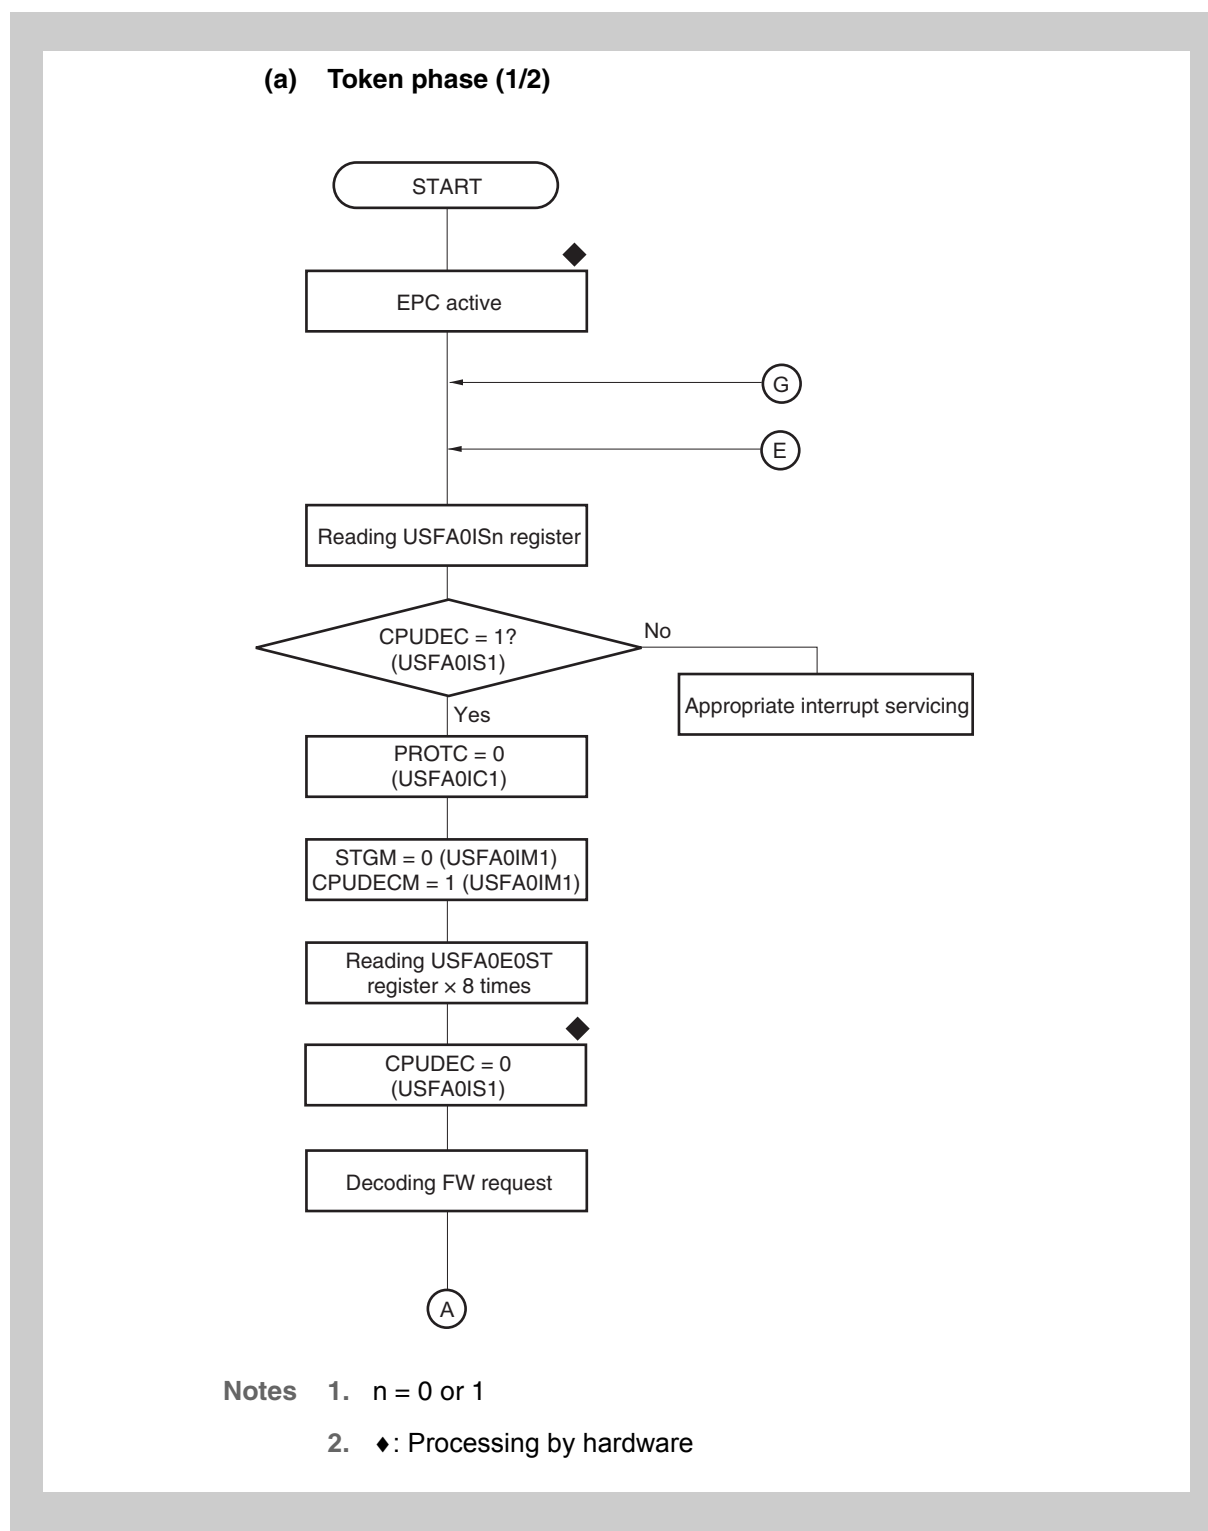 (a) Token phase (1/2)
START
EPC active
G
E
Reading USFA0ISn register
CPUDEC = 1?
(USFA0IS1)
No
Appropriate interrupt servicing
Yes
PROTC = 0
(USFA0IC1)
STGM = 0 (USFA0IM1)
CPUDECM = 1 (USFA0IM1)
Reading USFA0E0ST
register × 8 times
CPUDEC = 0
(USFA0IS1)
Decoding FW request
A
Notes 1. n = 0 or 1
2. ♦: Processing by hardware